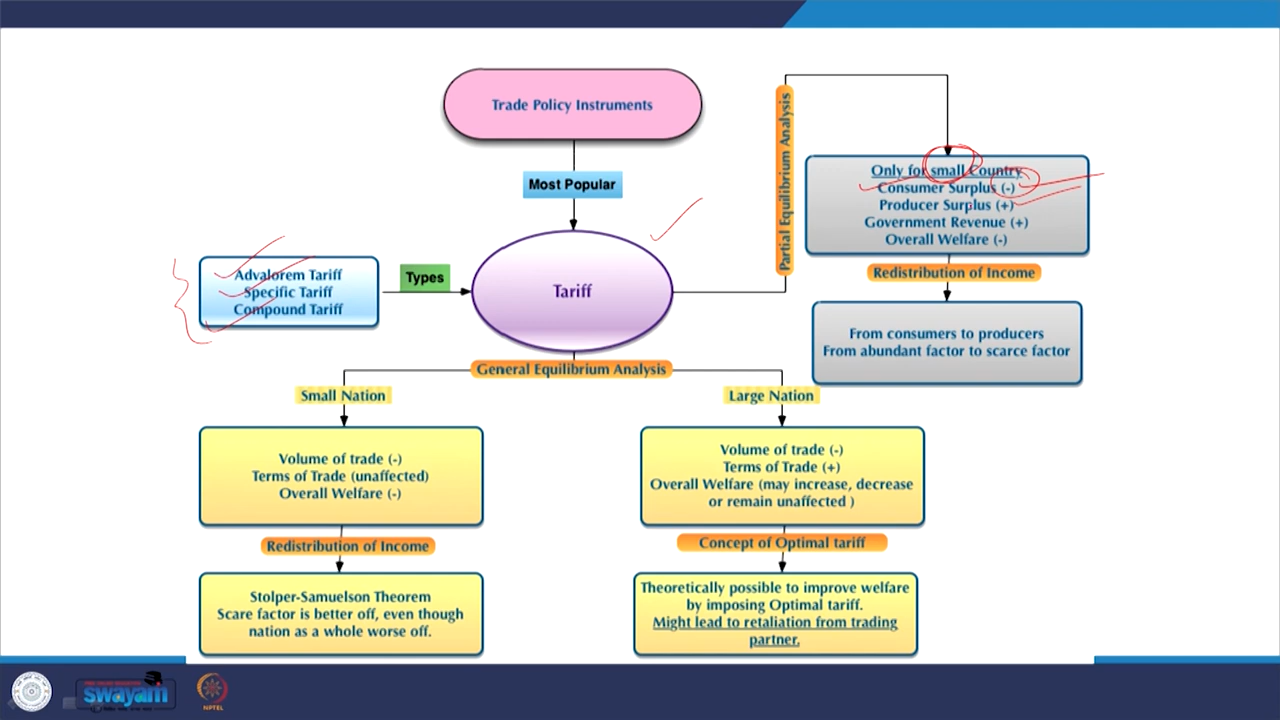 Trade Policy Instruments
Most Popular
Tariff
Types
Advalorem Tariff
Specific Tariff
Compound Tariff
Partial Equilibrium Analysis
Only for small Country
Consumer Surplus (-)
Producer Surplus (+)
Government Revenue (+)
Overall Welfare (-)
Redistribution of Income
From consumers to producers
From abundant factor to scarce factor
General Equilibrium Analysis
Small Nation
Volume of trade (-)
Terms of Trade (unaffected)
Overall Welfare (-)
Redistribution of Income
Stolper-Samuelson Theorem
Scare factor is better off, even though
nation as a whole worse off.
Large Nation
Volume of trade (-)
Terms of Trade (+)
Overall Welfare (may increase, decrease
or remain unaffected )
Concept of Optimal tariff
Theoretically possible to improve welfare
by imposing Optimal tariff.
Might lead to retaliation from trading
partner.
swayam
NPTEL